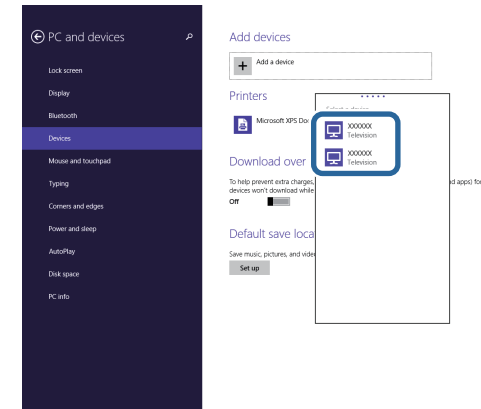 PC and devices
Lock screen
Display
Bluetooth
Devices
Mouse and touchpad
Typing
Corners and edges
Power and sleep
AutoPlay
Disk space
PC info
Add devices
Add a device
Printers
Microsoft XPS Do
Download over
To help prevent extra charges,
ad apps) for
devices won't download while
Off
Default save loca
Save music, pictures, and vide
Set up
XXXXXX
Television
XXXXXX
Television